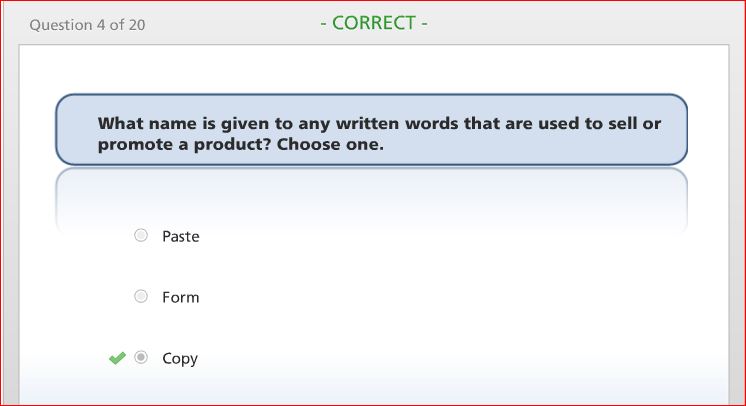 Question 4 of 20
- CORRECT -
What name is given to any written words that are used to sell or
promote a product? Choose one.
Paste
Form
Copy